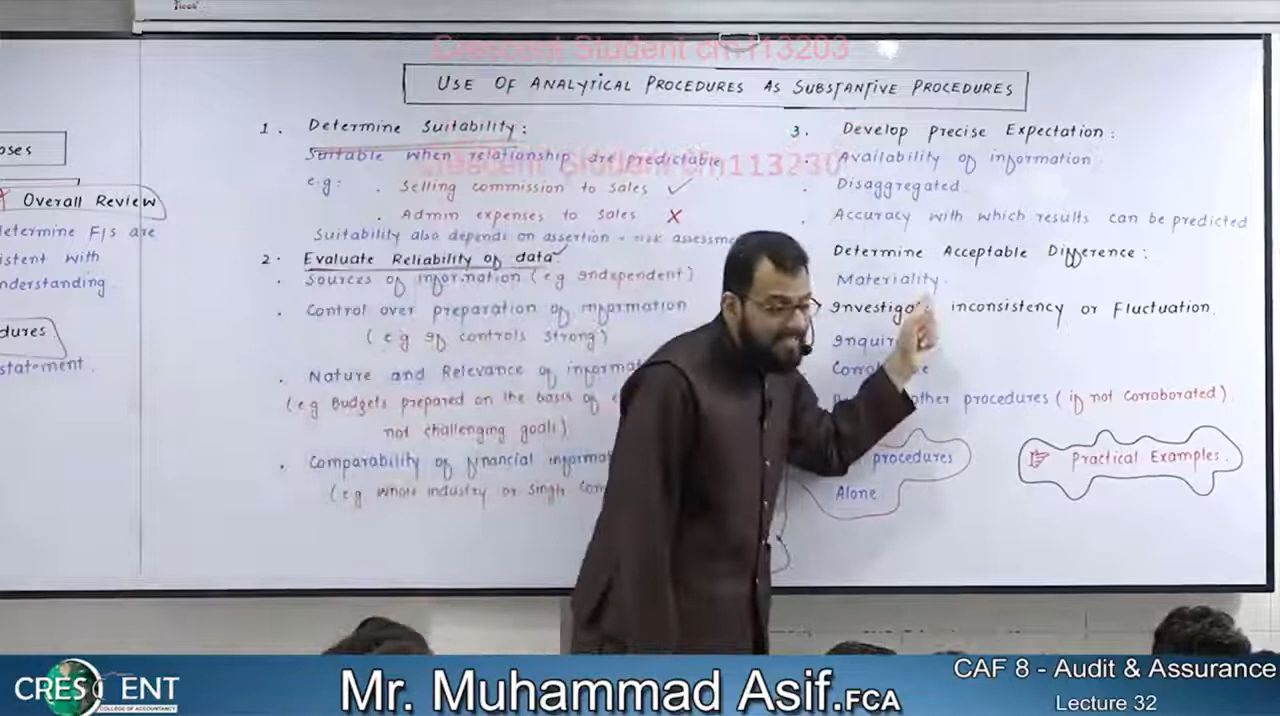 Crescent Student cm113203
USE OF ANALYTICAL PROCEDURES AS SUBSTANTIVE PROCEDURES
oses
Overall Review
etermine F/s are
istent with
nderstanding.
dures
statement.
1. Determine Suitability:
Suitable when relationship are predictable
e.g: . Selling commission to sales ✓
. Admin expenses to sales X
Suitability also depends on assertion - risk assessme
2. Evaluate Reliability of data
. Sources of information (e.g independent)
. Control over preparation of information
(e.g if controls strong)
. Nature and Relevance of informat
(e.g Budgets prepared on the basis of
not challenging goals)
. Comparability of financial informat
(e.g whole industry or single com
cm113230
3. Develop Precise Expectation:
. Availability of information
. Disaggregated
. Accuracy with which results can be predicted
Determine Acceptable Difference:
Materiality.
inconsistency or Fluctuation.
other procedures (if not corroborated).
procedures
Alone
Practical Examples.
CRESCENT
COLLEGE OF ACCOUNTANCY
Mr. Muhammad Asif.FCA
CAF 8 - Audit & Assurance
Lecture 32